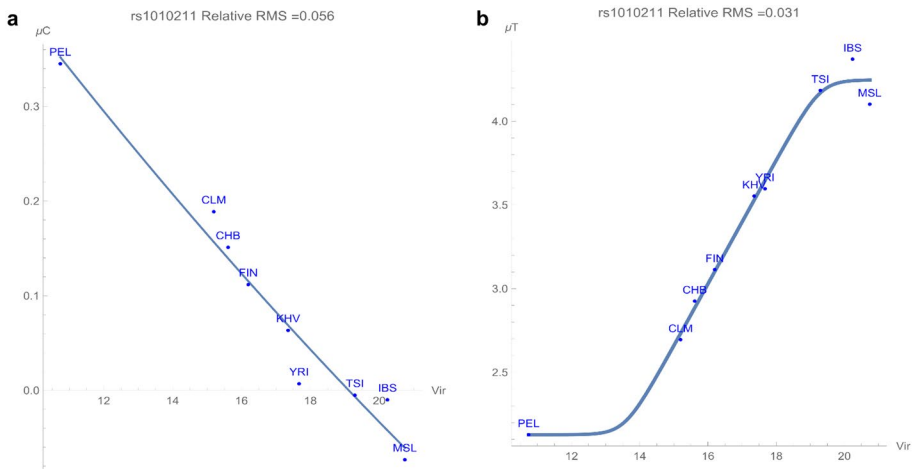 a
rs1010211 Relative RMS =0.056
μC
PEL
0.3
CLM
0.2
CHB
FIN
0.1
KHV
YRI
TSI
IBS
0.0
Vir
12
14
16
18
20
MSL
b
rs1010211 Relative RMS =0.031
μT
IBS
TSI
MSL
4.0
YRI
KHV
3.5
FIN
3.0
CHB
CLM
2.5
PEL
Vir
12
14
16
18
20